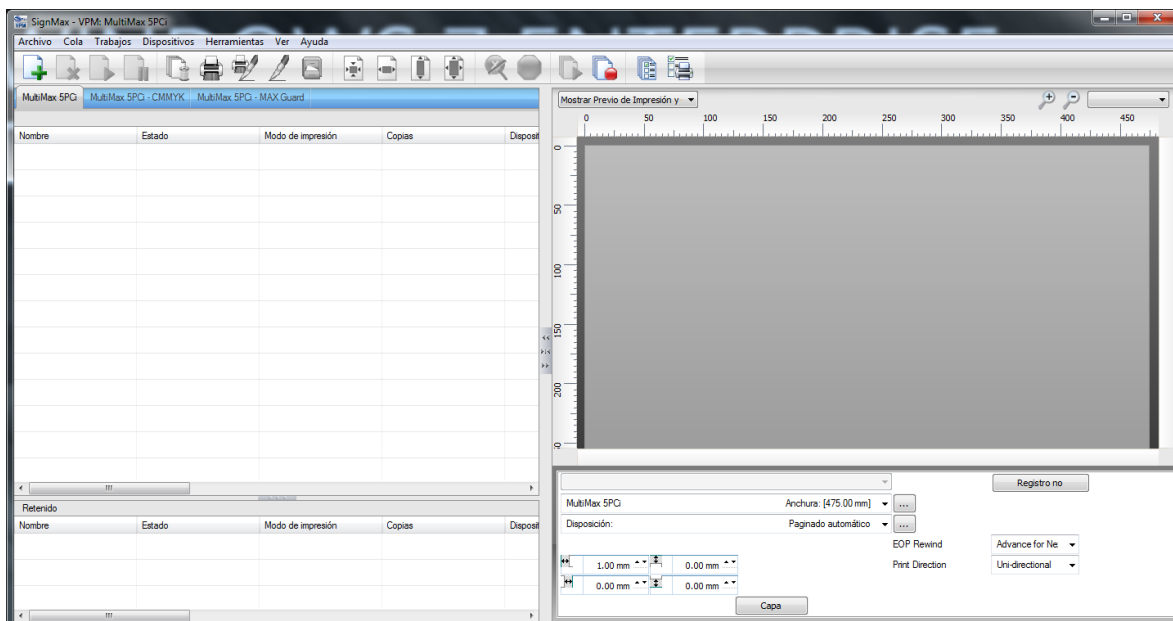 SignMax - VPM: MultiMax 5PCi
WINDOWS 7 ENTERPRISE
Archivo Cola Trabajos Dispositivos Herramientas Ver Ayuda
MultiMax 5PCi MultiMax 5PCi - CMMYK MultiMax 5PCi - MAX Guard
Mostrar Previo de Impresión y
0 50 100 150 200 250 300 350 400 450
Nombre Estado Modo de impresión Copias Disposit
0
50
100
150
200
Registro no
MultiMax 5PCi Anchura: [475.00 mm] ...
Retenido
Nombre Estado Modo de impresión Copias Disposit
Disposición: Paginado automático ...
EOP Rewind Advance for Ne
1.00 mm 0.00 mm
Print Direction Uni-directional
0.00 mm 0.00 mm
Capa